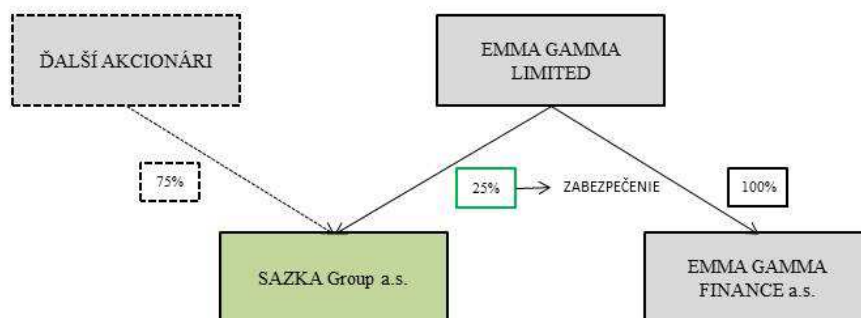 ĎALŠÍ AKCIONÁRI
EMMA GAMMA
LIMITED
75%
25%
ZABEZPEČENIE
100%
SAZKA Group a.s.
EMMA GAMMA
FINANCE a.s.